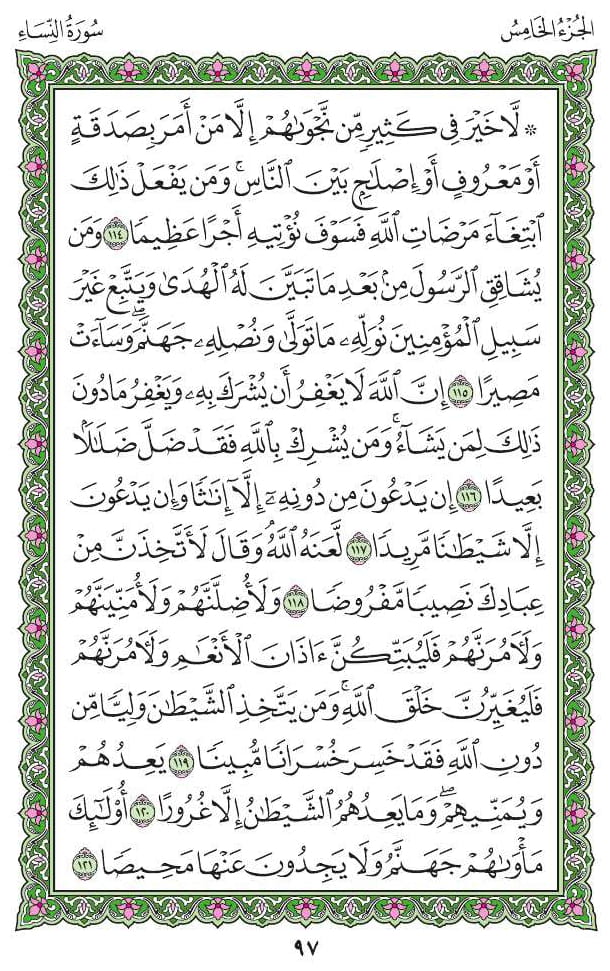 الجُزْءُ الخَامِسُ
سُورَةُ النِّسَاءِ
۞ لَّا خَيْرَ فِي كَثِيرٍ مِّن نَّجْوَىٰهُمْ إِلَّا مَنْ أَمَرَ بِصَدَقَةٍ
أَوْ مَعْرُوفٍ أَوْ إِصْلَٰحٍۭ بَيْنَ ٱلنَّاسِۚ وَمَن يَفْعَلْ ذَٰلِكَ
ٱبْتِغَآءَ مَرْضَاتِ ٱللَّهِ فَسَوْفَ نُؤْتِيهِ أَجْرًا عَظِيمًا ١١٤ وَمَن
يُشَاقِقِ ٱلرَّسُولَ مِنۢ بَعْدِ مَا تَبَيَّنَ لَهُ ٱلْهُدَىٰ وَيَتَّبِعْ غَيْرَ
سَبِيلِ ٱلْمُؤْمِنِينَ نُوَلِّهِۦ مَا تَوَلَّىٰ وَنُصْلِهِۦ جَهَنَّمَۖ وَسَآءَتْ
مَصِيرًا ١١٥ إِنَّ ٱللَّهَ لَا يَغْفِرُ أَن يُشْرَكَ بِهِۦ وَيَغْفِرُ مَا دُونَ
ذَٰلِكَ لِمَن يَشَآءُۚ وَمَن يُشْرِكْ بِٱللَّهِ فَقَدْ ضَلَّ ضَلَٰلًۢا
بَعِيدًا ١١٦ إِن يَدْعُونَ مِن دُونِهِۦٓ إِلَّآ إِنَٰثًا وَإِن يَدْعُونَ
إِلَّا شَيْطَٰنًا مَّرِيدًا ١١٧ لَّعَنَهُ ٱللَّهُۘ وَقَالَ لَأَتَّخِذَنَّ مِنْ
عِبَادِكَ نَصِيبًا مَّفْرُوضًا ١١٨ وَلَأُضِلَّنَّهُمْ وَلَأُمَنِّيَنَّهُمْ
وَلَءَامُرَنَّهُمْ فَلَيُبَتِّكُنَّ ءَاذَانَ ٱلْأَنْعَٰمِ وَلَءَامُرَنَّهُمْ
فَلَيُغَيِّرُنَّ خَلْقَ ٱللَّهِۚ وَمَن يَتَّخِذِ ٱلشَّيْطَٰنَ وَلِيًّا مِّن
دُونِ ٱللَّهِ فَقَدْ خَسِرَ خُسْرَانًا مُّبِينًا ١١٩ يَعِدُهُمْ
وَيُمَنِّيهِمْۖ وَمَا يَعِدُهُمُ ٱلشَّيْطَٰنُ إِلَّا غُرُورًا ١٢٠ أُو۟لَٰٓئِكَ
مَأْوَىٰهُمْ جَهَنَّمُ وَلَا يَجِدُونَ عَنْهَا مَحِيصًا ١٢١
٩٧